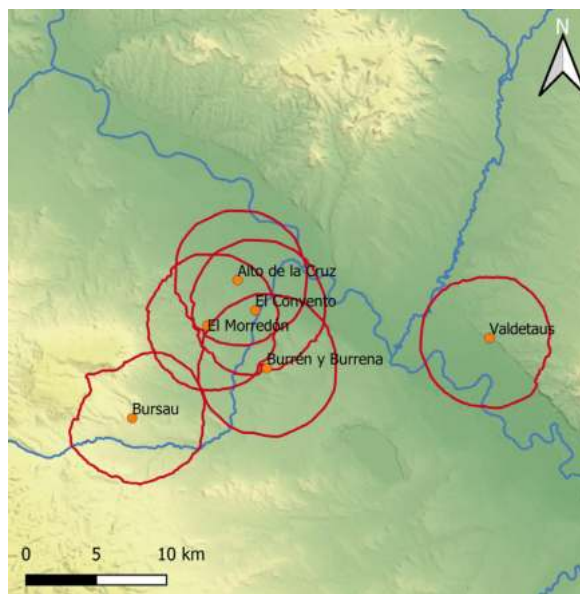 N
Alto de la Cruz
El Convento
El Morredón
Valdetaus
Burrén y Burrena
Bursau
0 5 10 km